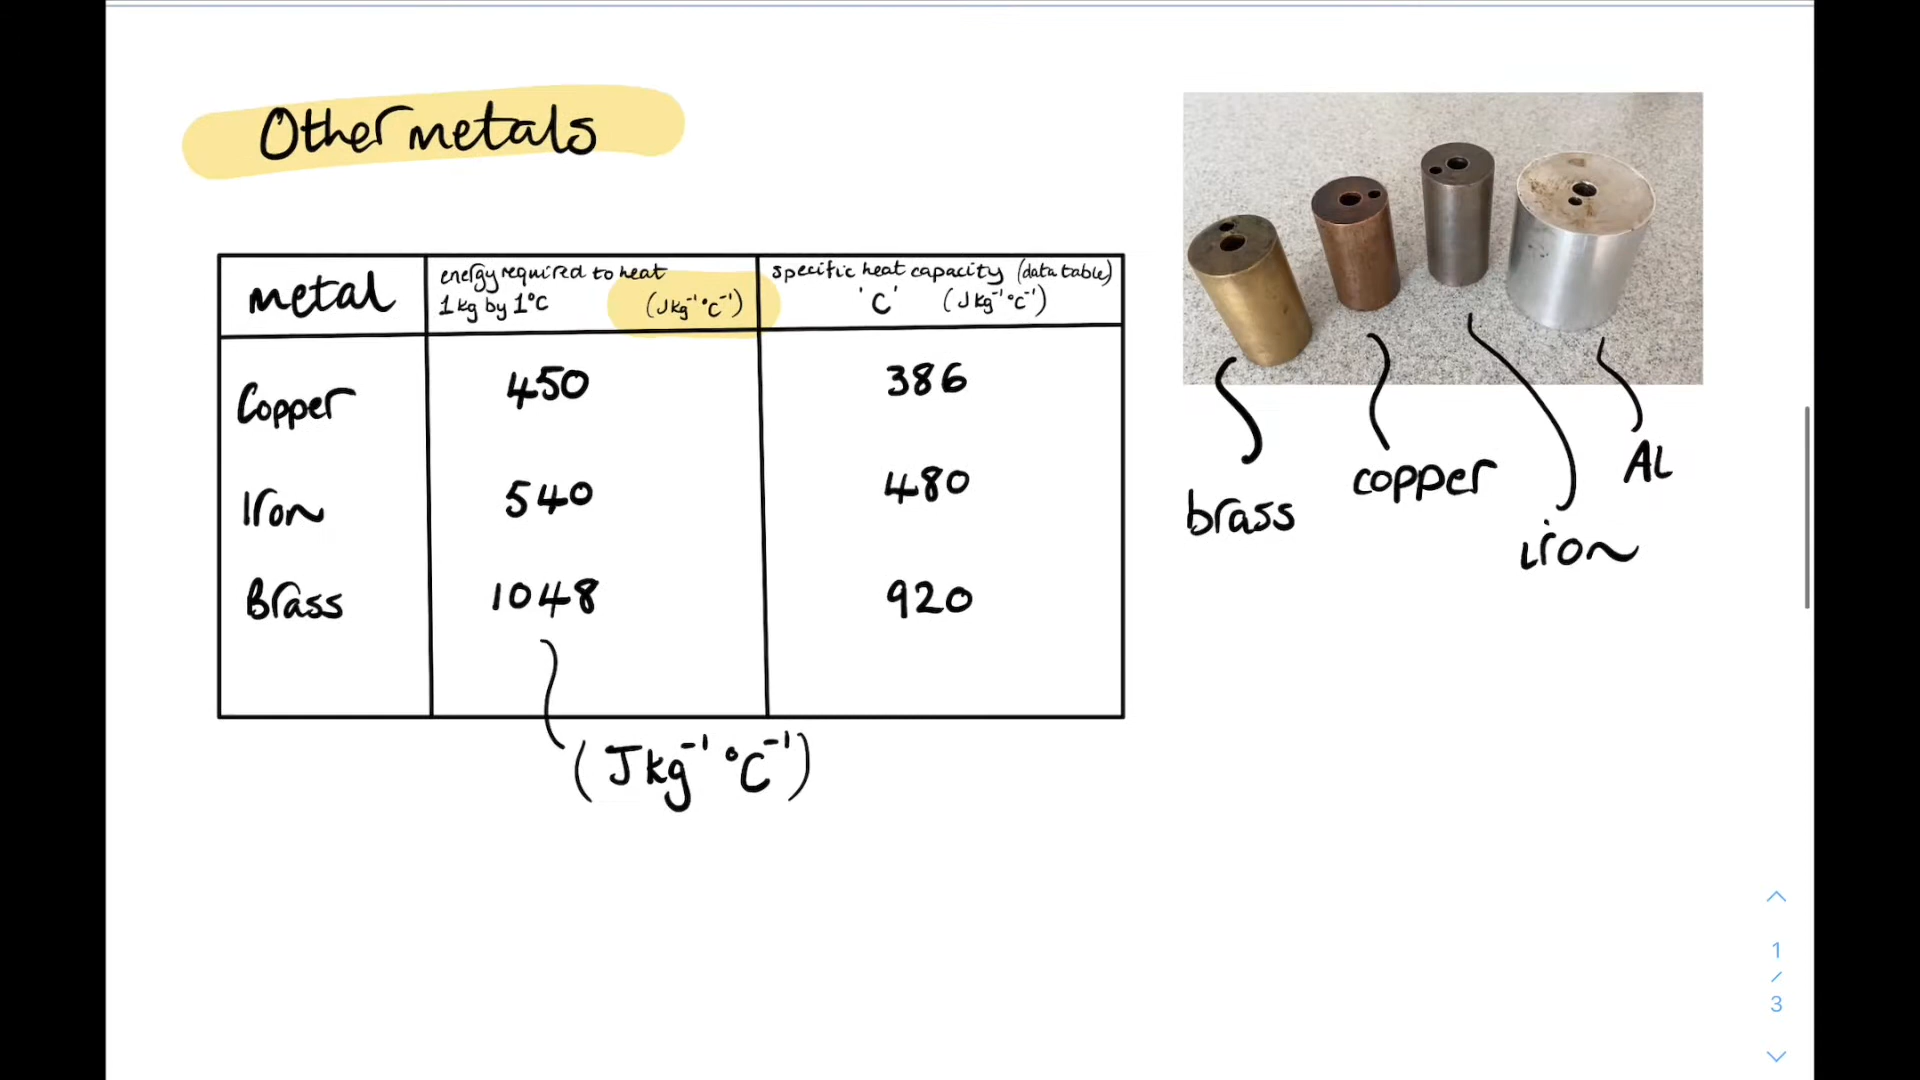 Other metals
metal
energy required to heat
1kg by 1°C (Jkg⁻¹°C⁻¹)
specific heat capacity (data table)
'C' (Jkg⁻¹°C⁻¹)
Copper 450 386
Iron 540 480
Brass 1048 920
(Jkg⁻¹°C⁻¹)
brass
copper
iron
AL
1
/
3